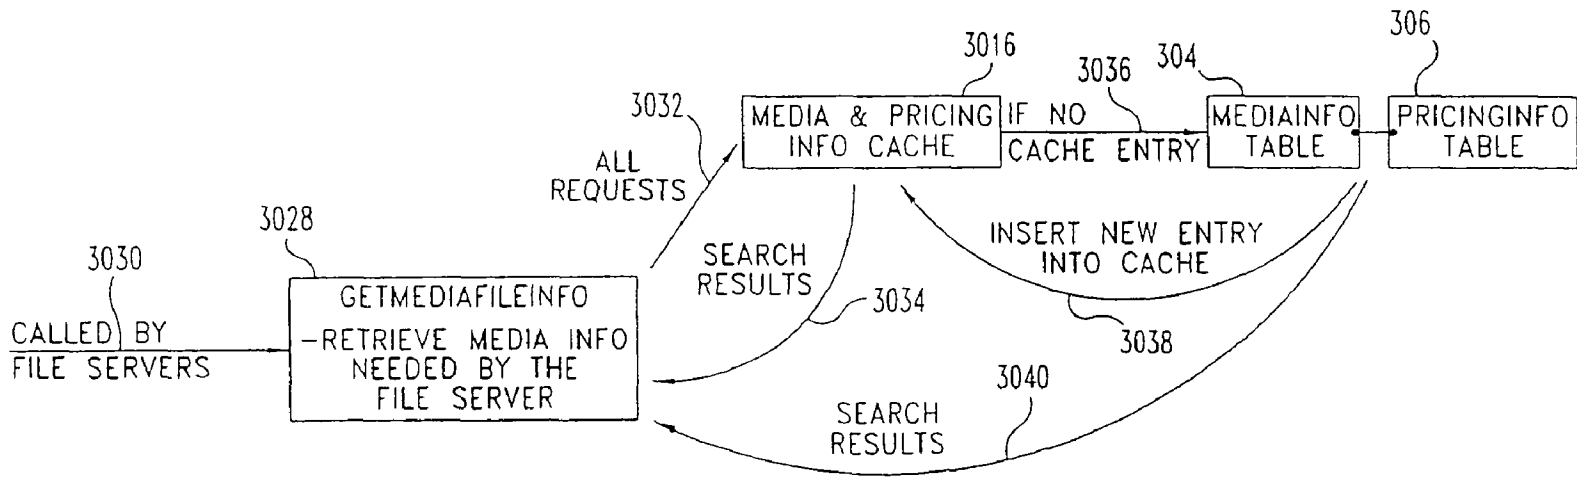 306
3016
304
3036
3032
MEDIA & PRICING
INFO CACHE
IF NO
CACHE ENTRY
MEDIAINFO
TABLE
PRICINGINFO
TABLE
ALL
REQUESTS
3028
3030
SEARCH
RESULTS
INSERT NEW ENTRY
INTO CACHE
GETMEDIAFILEINFO
-RETRIEVE MEDIA INFO
NEEDED BY THE
FILE SERVER
CALLED BY
FILE SERVERS
3034
3038
3040
SEARCH
RESULTS